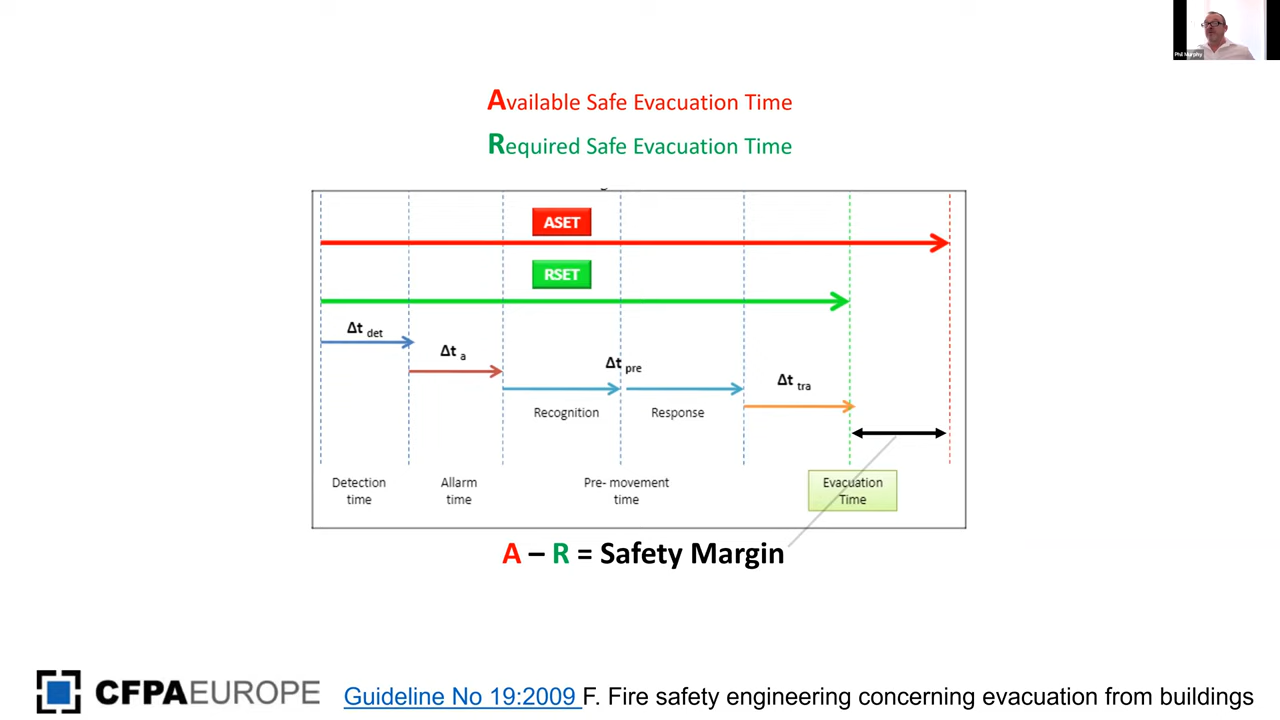 Phil Murphy
Available Safe Evacuation Time
Required Safe Evacuation Time
ASET
RSET
Δt det
Δt a
Δt pre
Δt tra
Recognition
Response
Detection
time
Allarm
time
Pre- movement
time
Evacuation
Time
A – R = Safety Margin
CFPAEUROPE
Guideline No 19:2009 F. Fire safety engineering concerning evacuation from buildings